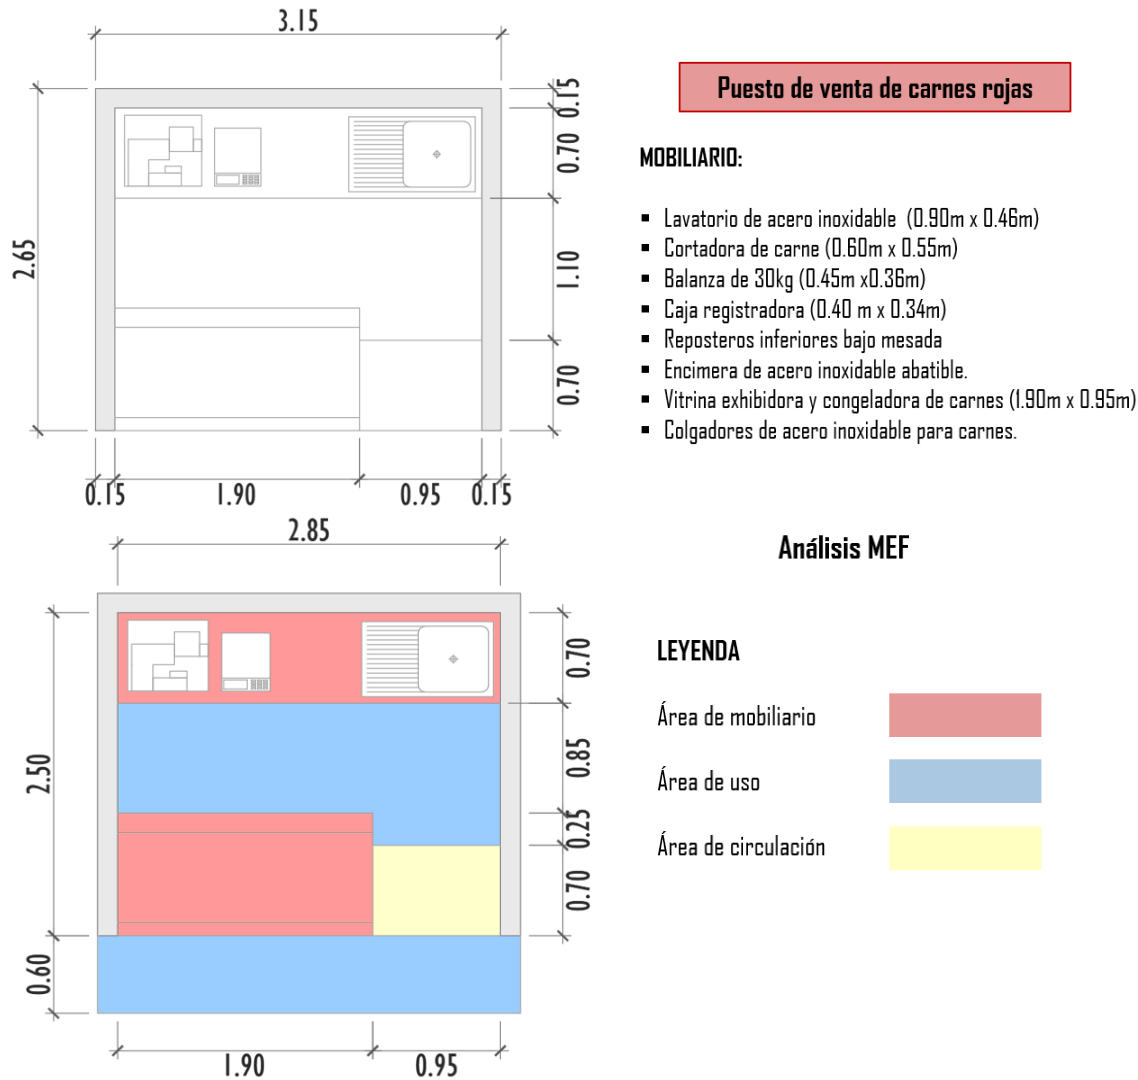 3.15
0.15
0.70
2.65
1.10
0.70
0.15
1.90
0.95
0.15
Puesto de venta de carnes rojas
MOBILIARIO:
▪ Lavatorio de acero inoxidable (0.90m x 0.46m)
▪ Cortadora de carne (0.60m x 0.55m)
▪ Balanza de 30kg (0.45m x0.36m)
▪ Caja registradora (0.40 m x 0.34m)
▪ Reposteros inferiores bajo mesada
▪ Encimera de acero inoxidable abatible.
▪ Vitrina exhibidora y congeladora de carnes (1.90m x 0.95m)
▪ Colgadores de acero inoxidable para carnes.
2.85
0.70
2.50
0.85
0.25
0.70
0.60
1.90
0.95
Análisis MEF
LEYENDA
Área de mobiliario
Área de uso
Área de circulación